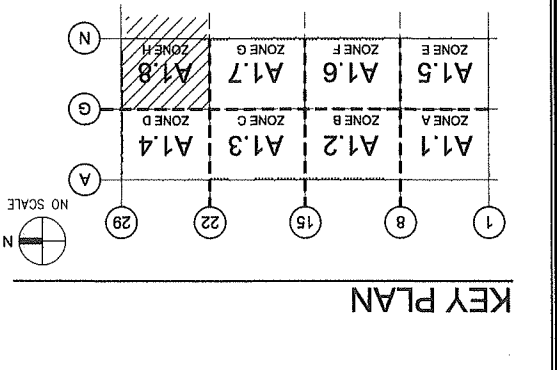 KEY PLAN
1 8 15 22 29 N
NO SCALE
A
A1.1 A1.2 A1.3 A1.4
ZONE A ZONE B ZONE C ZONE D
G
A1.5 A1.6 A1.7 A1.8
ZONE E ZONE F ZONE G ZONE H
N